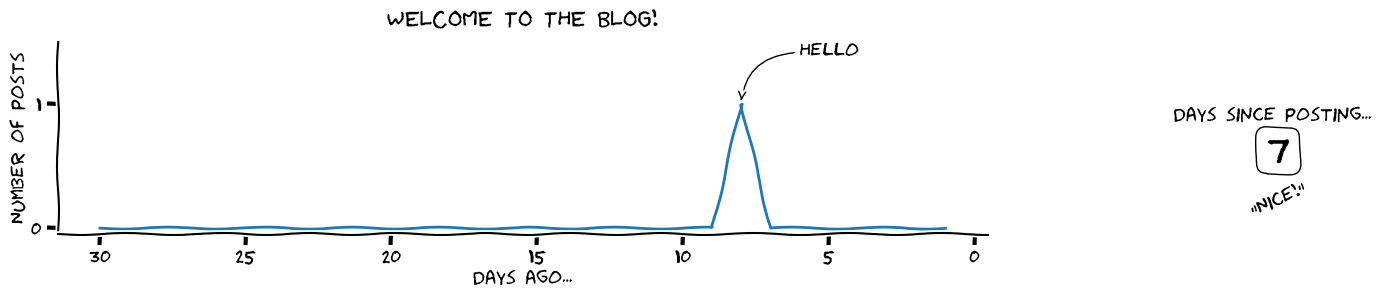 WELCOME TO THE BLOG!
HELLO
NUMBER OF POSTS
1
0
30 25 20 15 10 5 0
DAYS AGO...
DAYS SINCE POSTING...
7
"NICE!"